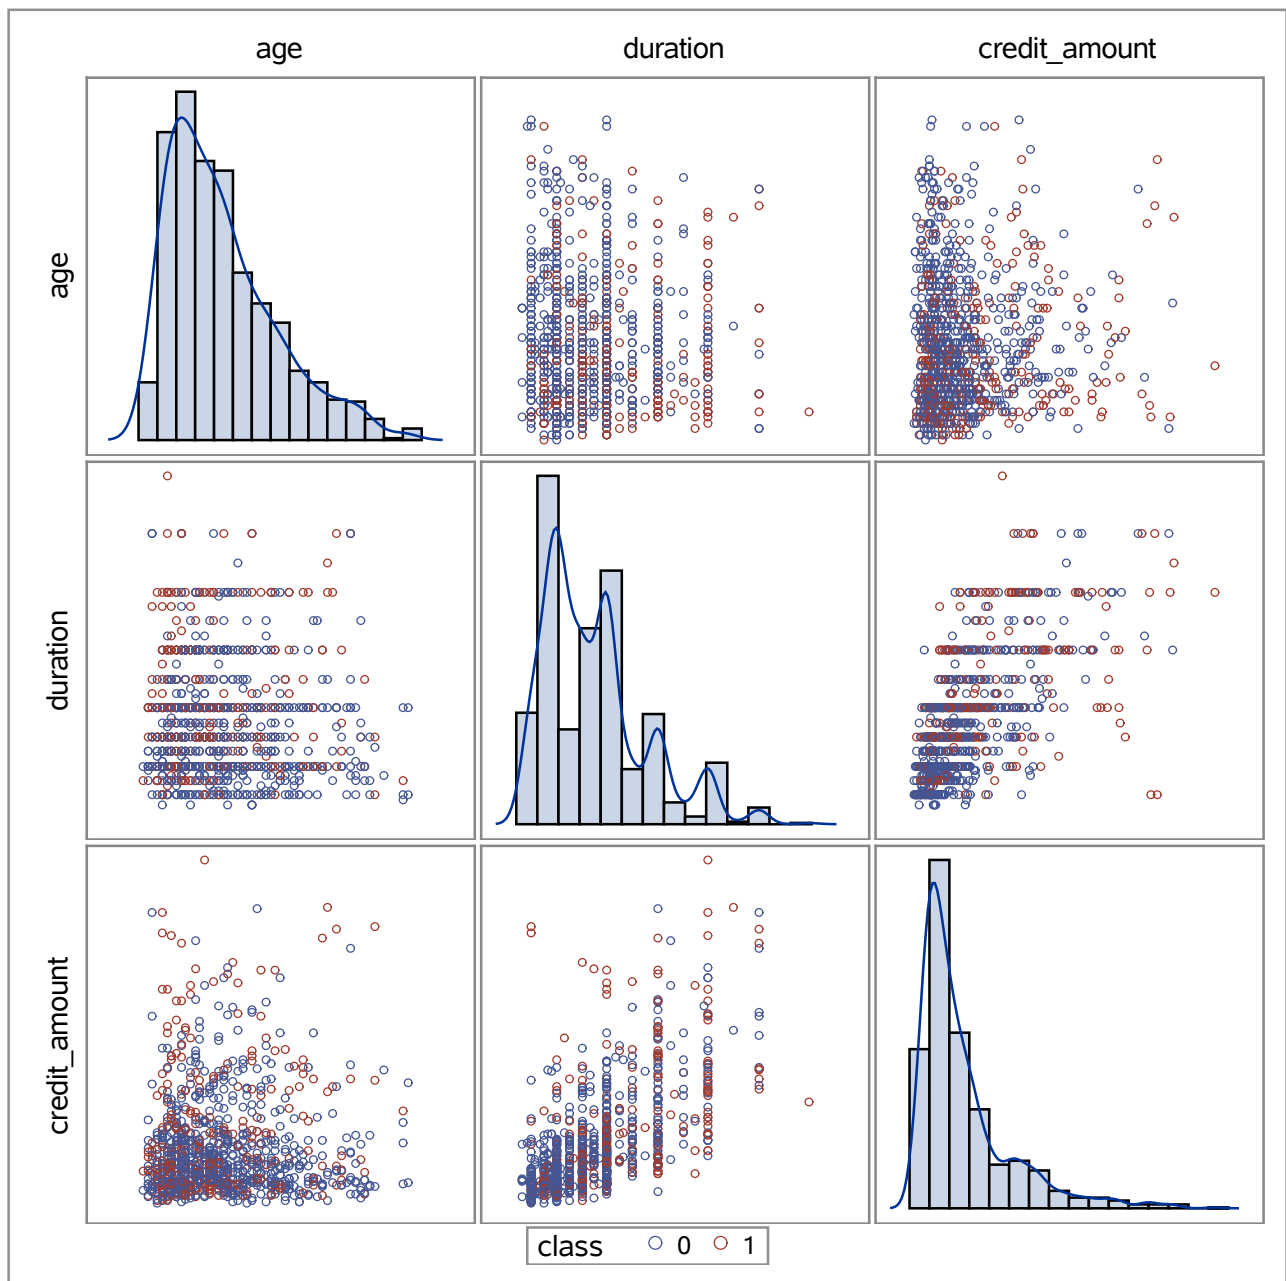 age duration credit_amount
age
duration
credit_amount
class 0 1